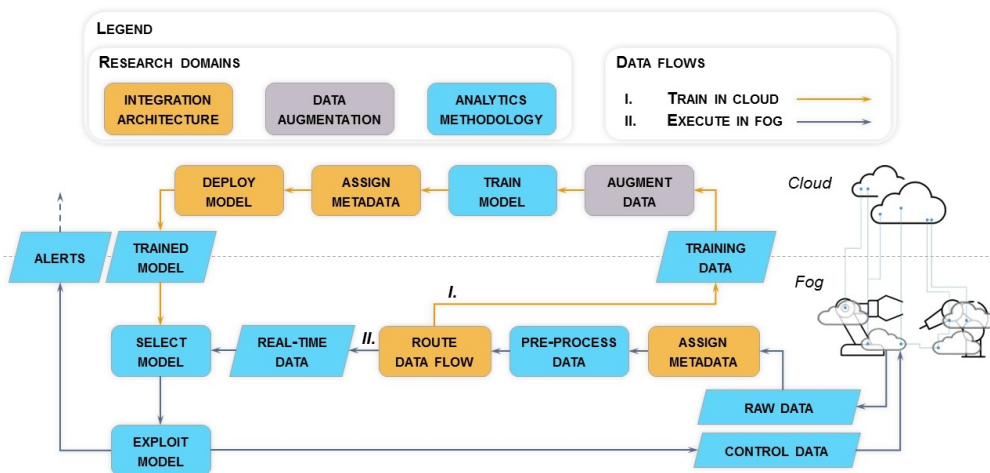 LEGEND
RESEARCH DOMAINS
INTEGRATION
ARCHITECTURE
DATA
AUGMENTATION
ANALYTICS
METHODOLOGY
DATA FLOWS
I. TRAIN IN CLOUD
II. EXECUTE IN FOG
DEPLOY
MODEL
ASSIGN
METADATA
TRAIN
MODEL
AUGMENT
DATA
Cloud
ALERTS
TRAINED
MODEL
TRAINING
DATA
Fog
I.
SELECT
MODEL
REAL-TIME
DATA
II.
ROUTE
DATA FLOW
PRE-PROCESS
DATA
ASSIGN
METADATA
RAW DATA
EXPLOIT
MODEL
CONTROL DATA